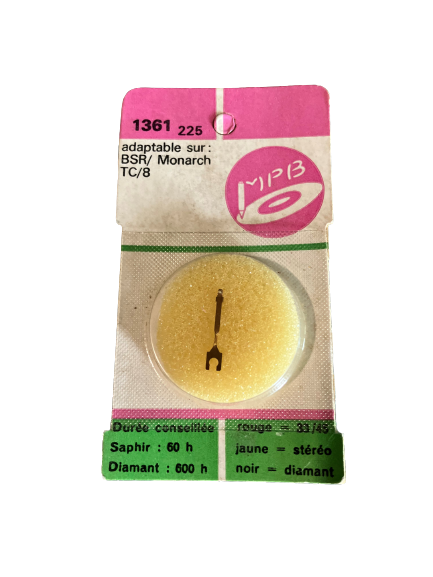 1361 225
adaptable sur :
BSR/ Monarch
TC/8
MPB
Durée conseillée
Saphir : 60 h
Diamant : 600 h
rouge = 33/45
jaune = stéréo
noir = diamant